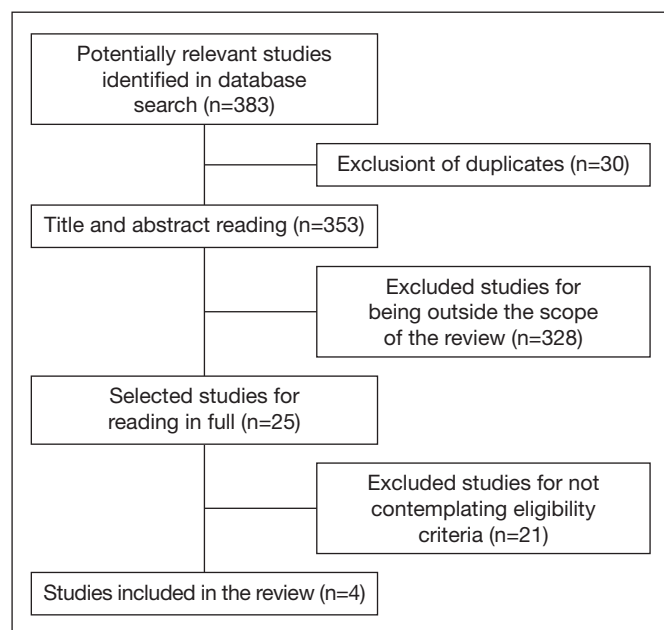 Potentially relevant studies
identified in database
search (n=383)
Exclusiont of duplicates (n=30)
Title and abstract reading (n=353)
Excluded studies for
being outside the scope
of the review (n=328)
Selected studies for
reading in full (n=25)
Excluded studies for not
contemplating eligibility
criteria (n=21)
Studies included in the review (n=4)